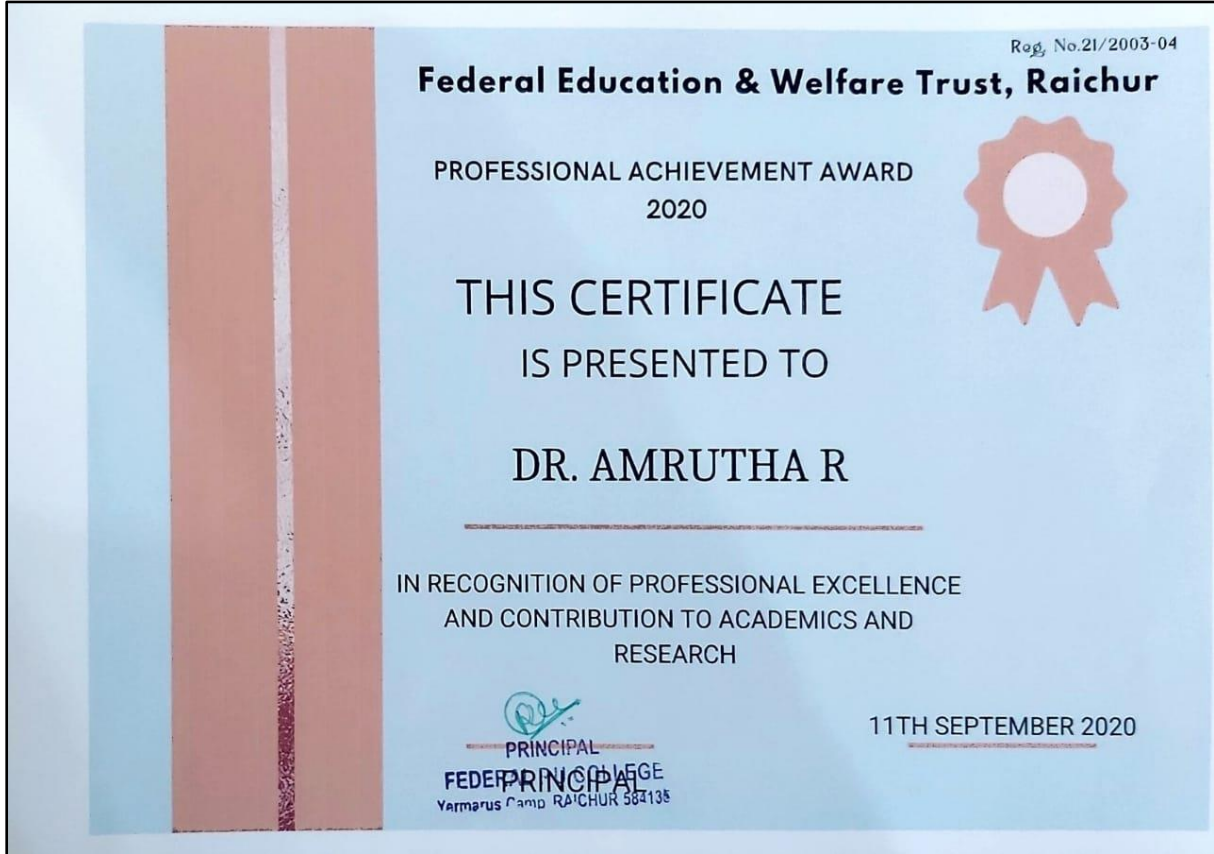 Reg. No.21/2003-04
Federal Education & Welfare Trust, Raichur
PROFESSIONAL ACHIEVEMENT AWARD
2020
THIS CERTIFICATE
IS PRESENTED TO
DR. AMRUTHA R
IN RECOGNITION OF PROFESSIONAL EXCELLENCE
AND CONTRIBUTION TO ACADEMICS AND
RESEARCH
11TH SEPTEMBER 2020
PRINCIPAL
PRINCIPAL
FEDERAL PU COLLEGE
Yarmarus Camp RAICHUR 584135